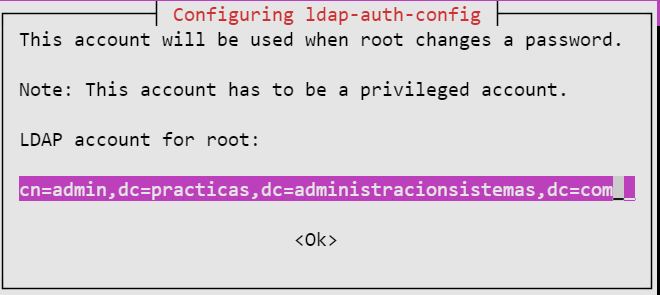 Configuring ldap-auth-config
This account will be used when root changes a password.
Note: This account has to be a privileged account.
LDAP account for root:
cn=admin,dc=practicas,dc=administracionsistemas,dc=com
<Ok>